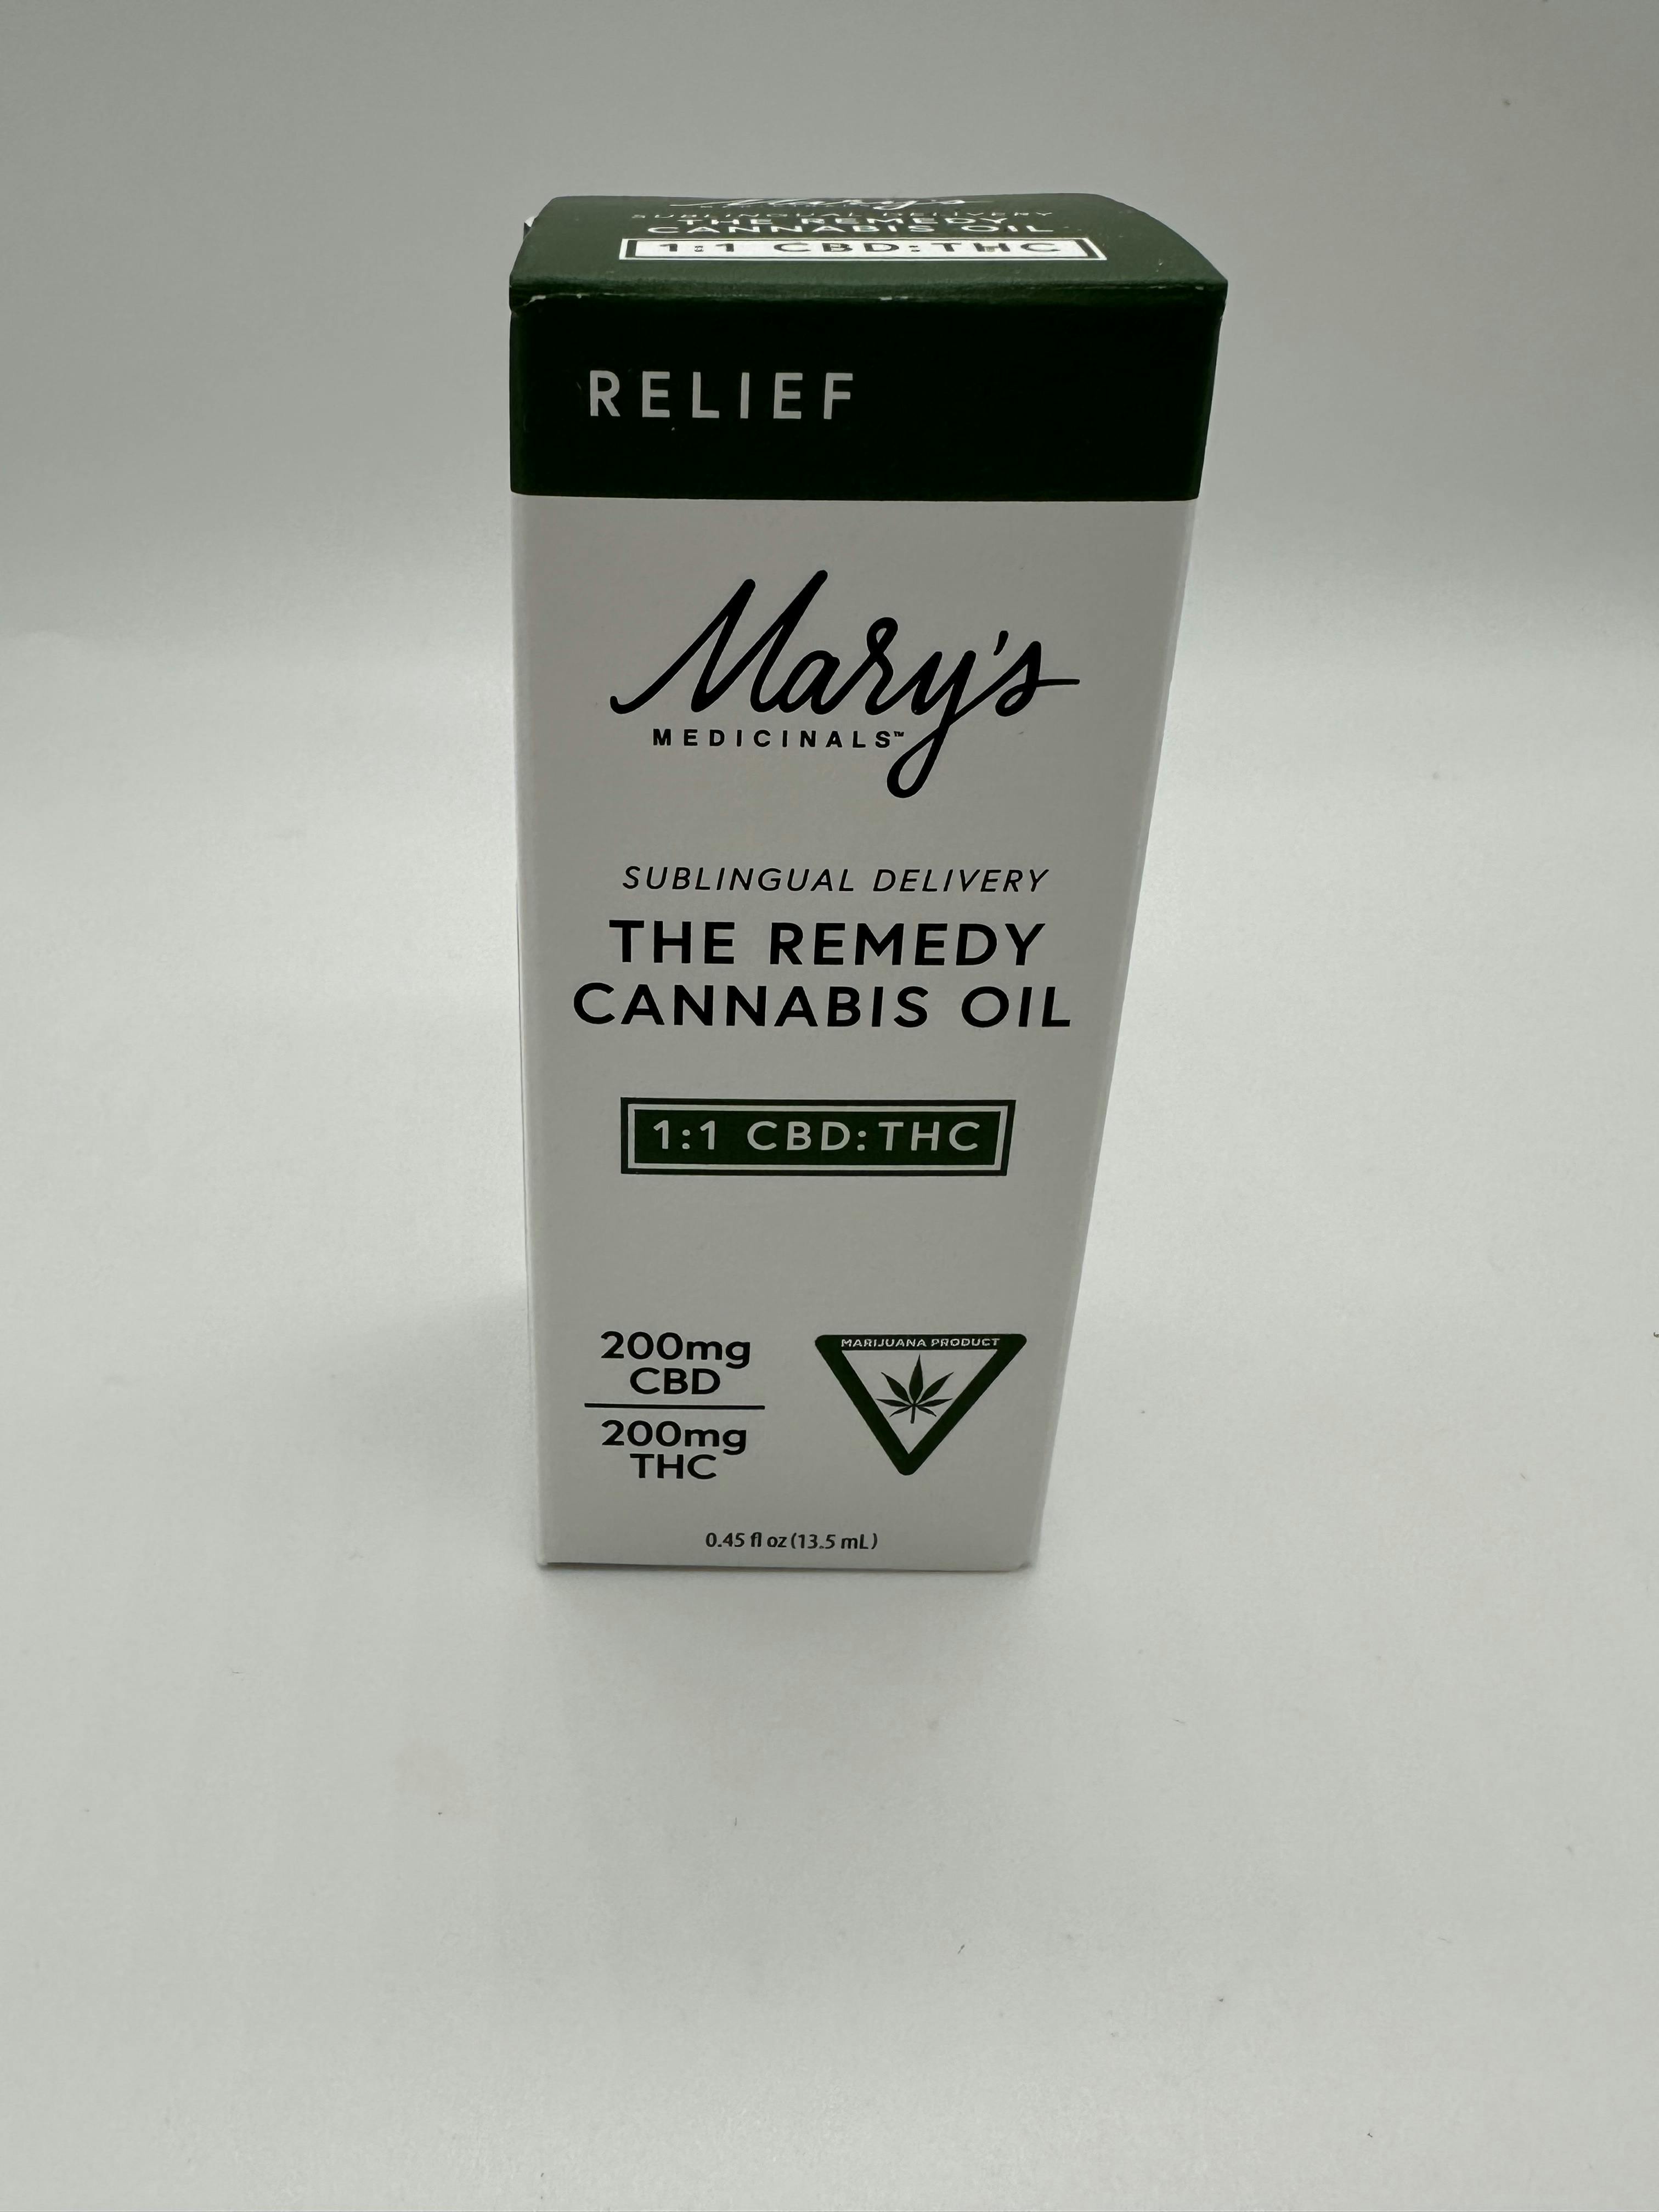 Mary's
SUBLINGUAL DELIVERY
THE REMEDY
CANNABIS OIL
1:1 CBD:THC
RELIEF
Mary's
MEDICINALS™
SUBLINGUAL DELIVERY
THE REMEDY
CANNABIS OIL
1:1 CBD:THC
200mg
CBD
200mg
THC
MARIJUANA PRODUCT
0.45 fl oz (13.5 mL)